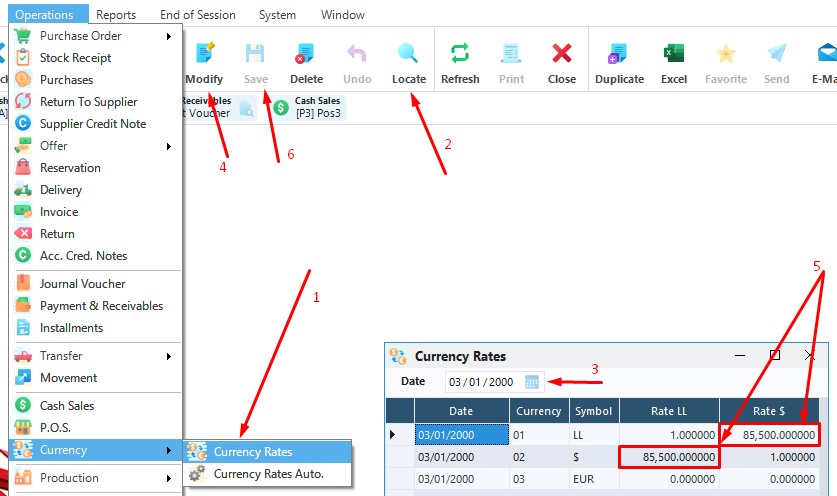 Operations Reports End of Session System Window
Purchase Order
Stock Receipt
Purchases
Return To Supplier
Supplier Credit Note
Offer
Reservation
Delivery
Invoice
Return
Acc. Cred. Notes
Journal Voucher
Payment & Receivables
Installments
Transfer
Movement
Cash Sales
P.O.S.
Currency
Production
Currency Rates
Currency Rates Auto.
Modify Save Delete Undo Locate Refresh Print Close Duplicate Excel Favorite Send E-Ma
Receivables
t Voucher
Cash Sales
[P3] Pos3
4
6
2
1
5
3
Currency Rates
Date 03/01/2000
Date Currency Symbol Rate LL Rate $
03/01/2000 01 LL 1.000000 85,500.000000
03/01/2000 02 $ 85,500.000000 1.000000
03/01/2000 03 EUR 0.000000 0.000000